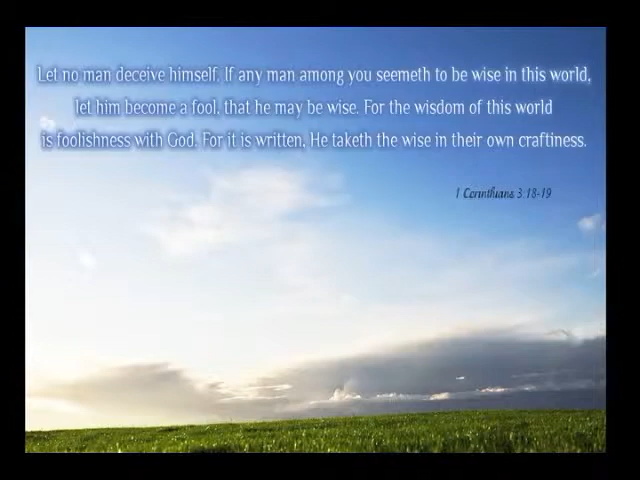 Let no man deceive himself. If any man among you seemeth to be wise in this world,
let him become a fool, that he may be wise. For the wisdom of this world
is foolishness with God. For it is written, He taketh the wise in their own craftiness.
1 Corinthians 3:18-19